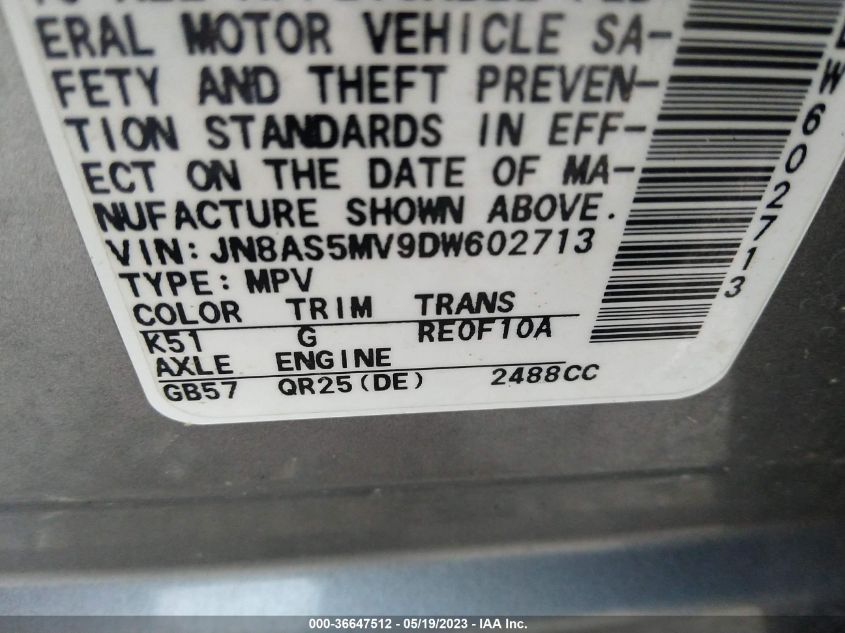 ERAL MOTOR VEHICLE SA-
FETY AND THEFT PREVEN-
TION STANDARDS IN EFF-
ECT ON THE DATE OF MA-
NUFACTURE SHOWN ABOVE.
VIN: JN8AS5MV9DW602713
TYPE: MPV
COLOR TRIM TRANS
K51 G RE0F10A
AXLE ENGINE
GB57 QR25(DE) 2488CC
W602713
000-36647512 - 05/19/2023 - IAA Inc.